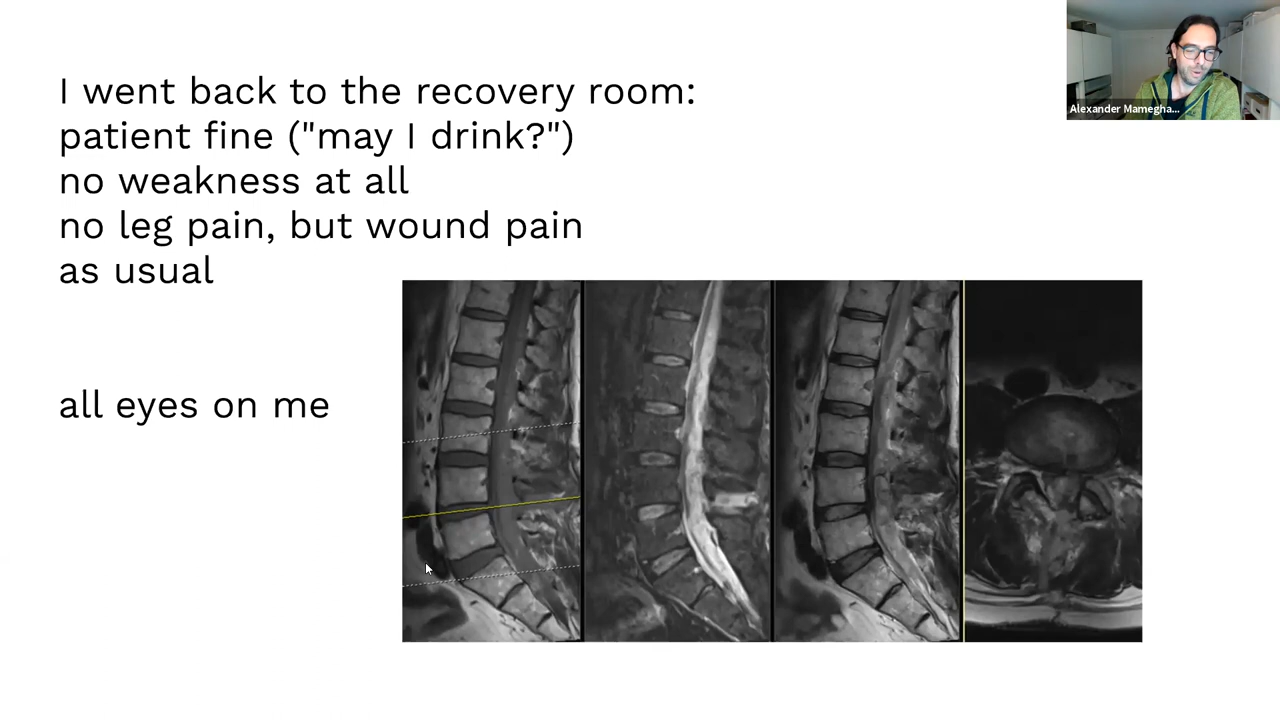 I went back to the recovery room:
patient fine ("may I drink?")
no weakness at all
no leg pain, but wound pain
as usual
all eyes on me
Alexander Mamegha...